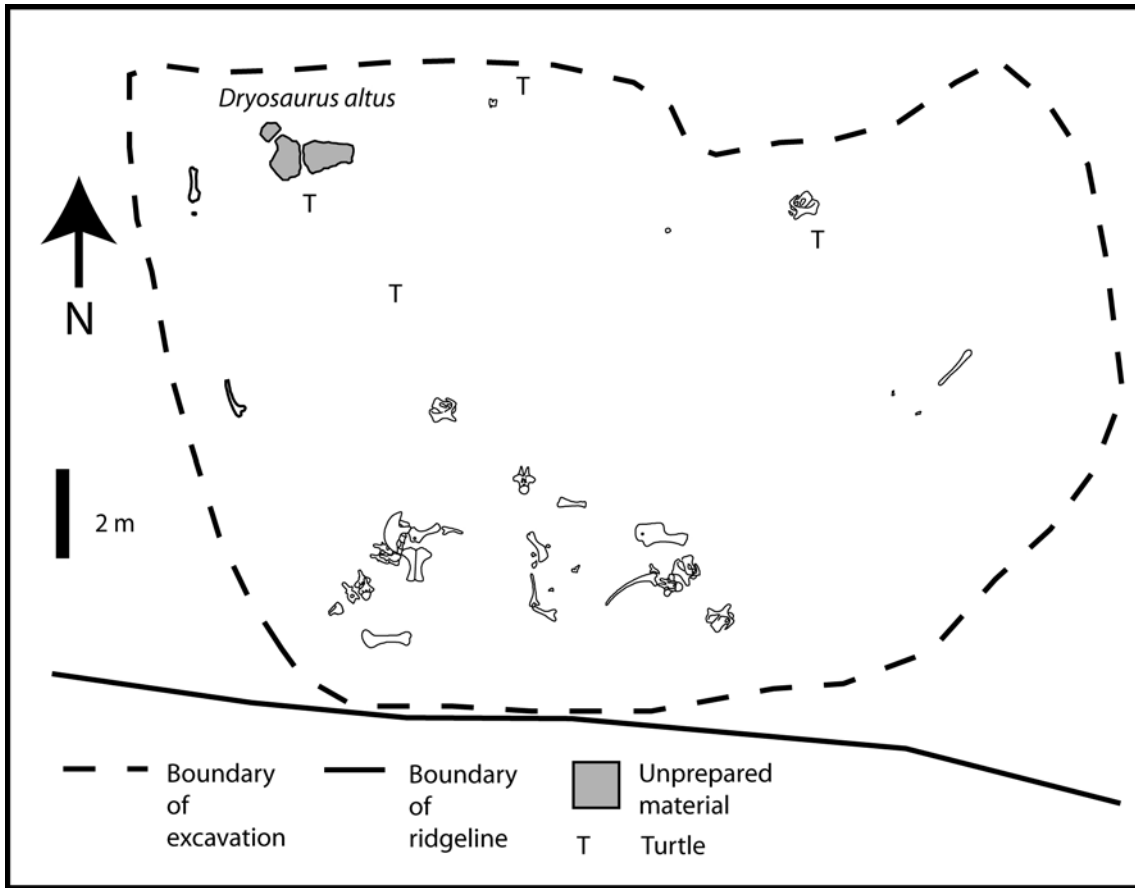 T
Dryosaurus altus
T
T
T
N
2 m
Boundary
of
excavation
Boundary
of
ridgeline
Unprepared
material
T Turtle